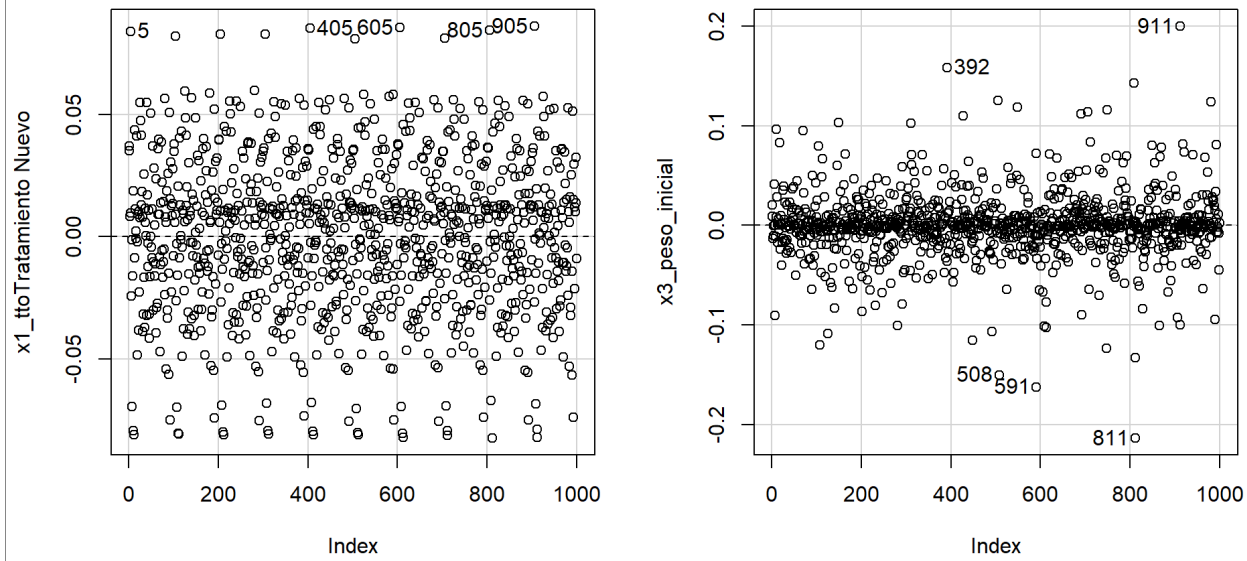 5 405 605 805 905
0.05
0.00
-0.05
x1_ttoTratamiento Nuevo
0 200 400 600 800 1000
Index
911
392
508
591
811
0.2
0.1
0.0
-0.1
-0.2
x3_peso_inicial
0 200 400 600 800 1000
Index